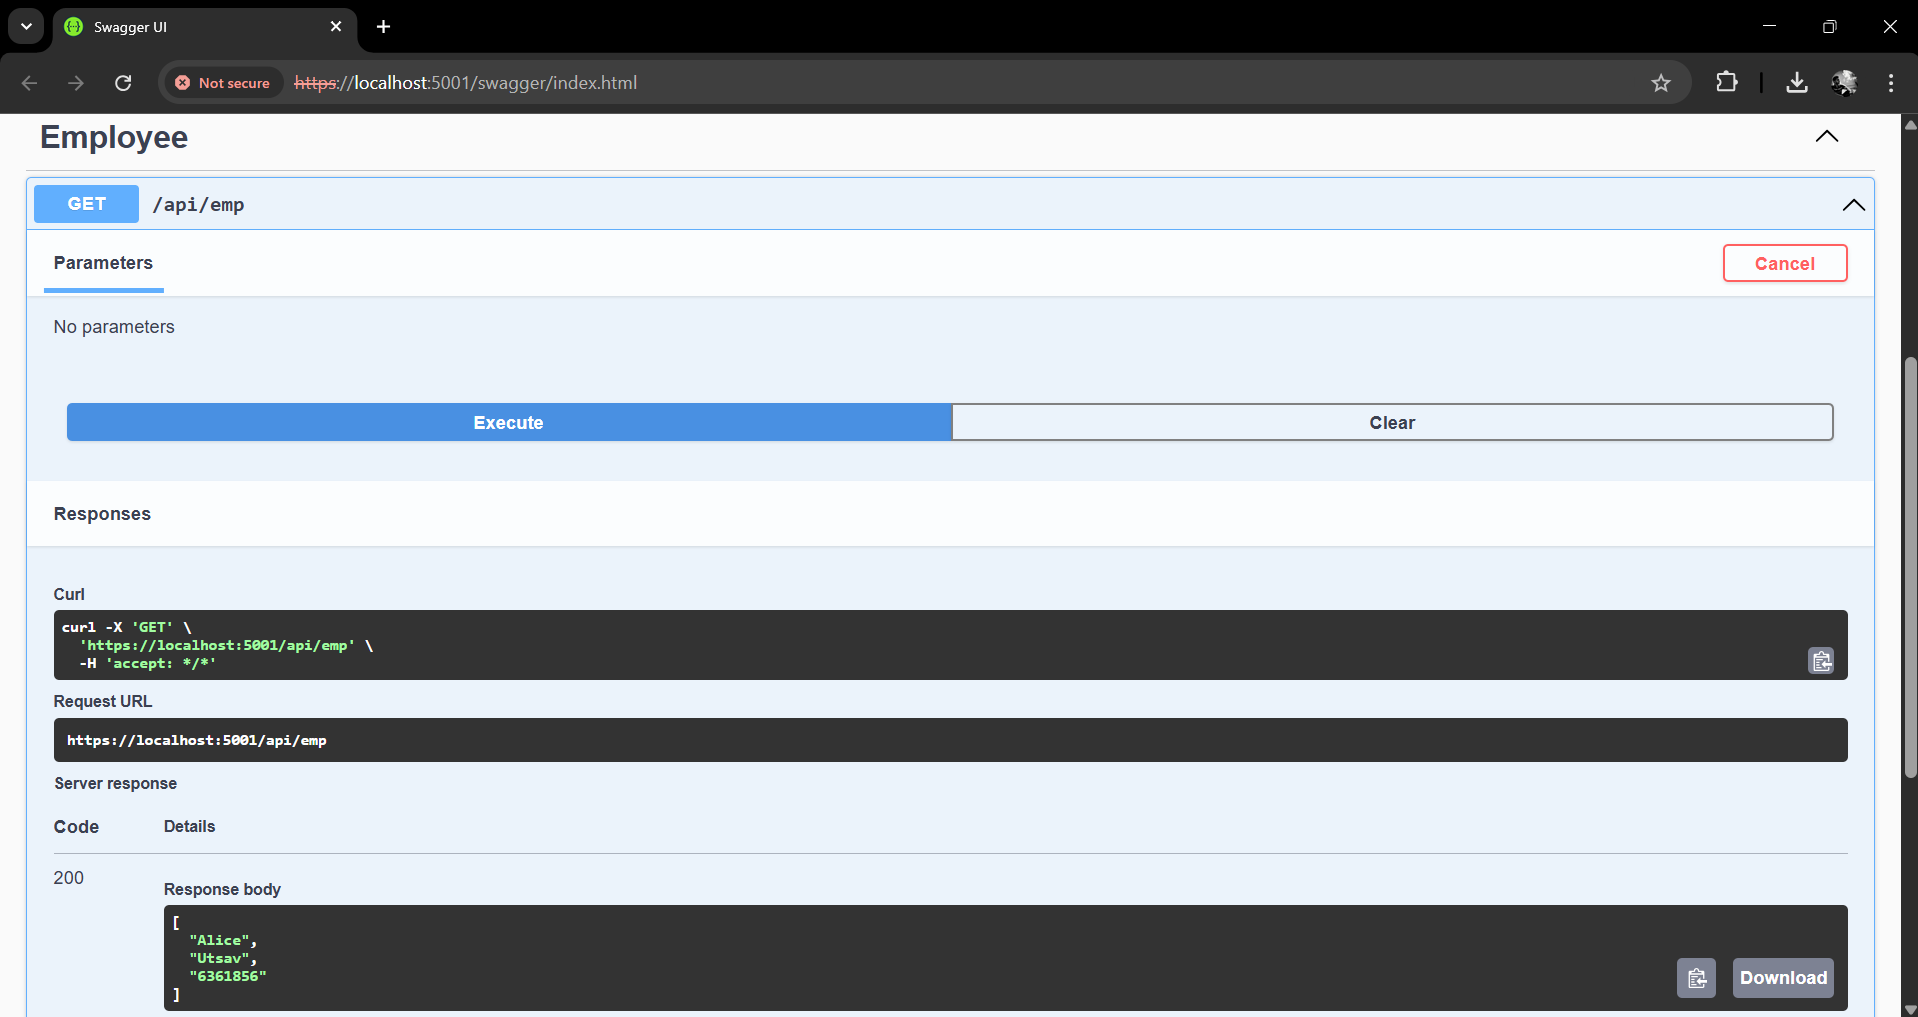 Swagger UI
Not secure
https://localhost:5001/swagger/index.html
Employee
GET /api/emp
Parameters
Cancel
No parameters
Execute
Clear
Responses
Curl
curl -X 'GET' \
  'https://localhost:5001/api/emp' \
  -H 'accept: */*'
Request URL
https://localhost:5001/api/emp
Server response
Code Details
200
Response body
[
  "Alice",
  "Utsav",
  "6361856"
]
Download